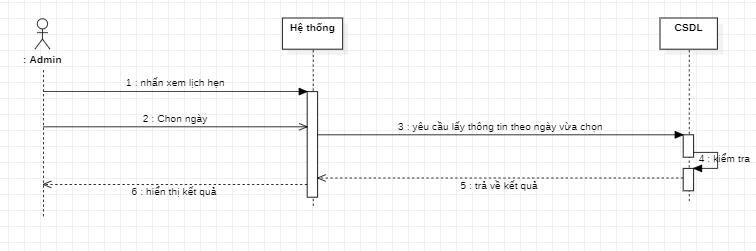 Hệ thống
CSDL
: Admin
1 : nhấn xem lịch hẹn
2 : Chon ngày
3 : yêu cầu lấy thông tin theo ngày vừa chọn
4 : kiểm tra
5 : trả về kết quả
6 : hiển thị kết quả